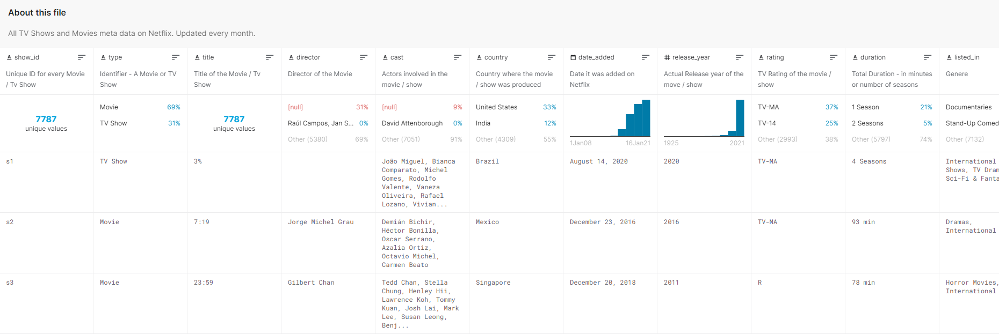 About this file
All TV Shows and Movies meta data on Netflix. Updated every month.
show_id
type
title
director
cast
country
date_added
release_year
rating
duration
listed_in
Unique ID for every Movie
/ Tv Show
Identifier - A Movie or TV
Show
Title of the Movie / Tv
Show
Director of the Movie
Actors involved in the
movie / show
Country where the movie
/ show was produced
Date it was added on
Netflix
Actual Release year of the
move / show
TV Rating of the movie /
show
Total Duration - in minutes
or number of seasons
Genere
7787
unique values
Movie 69%
TV Show 31%
7787
unique values
[null] 31%
Raúl Campos, Jan S... 0%
Other (5380) 69%
[null] 9%
David Attenborough 0%
Other (7051) 91%
United States 33%
India 12%
Other (4309) 55%
1Jan08 16Jan21
1925 2021
TV-MA 37%
TV-14 25%
Other (2993) 38%
1 Season 21%
2 Seasons 5%
Other (5797) 74%
Documentaries
Stand-Up Comed
Other (7132)
s1
TV Show
3%
João Miguel, Bianca
Comparato, Michel
Gomes, Rodolfo
Valente, Vaneza
Oliveira, Rafael
Lozano, Vivian...
Brazil
August 14, 2020
2020
TV-MA
4 Seasons
International
Shows, TV Dram
Sci-Fi & Fanta
s2
Movie
7:19
Jorge Michel Grau
Demián Bichir,
Héctor Bonilla,
Oscar Serrano,
Azalia Ortiz,
Octavio Michel,
Carmen Beato
Mexico
December 23, 2016
2016
TV-MA
93 min
Dramas,
International
s3
Movie
23:59
Gilbert Chan
Tedd Chan, Stella
Chung, Henley Hii,
Lawrence Koh, Tommy
Kuan, Josh Lai, Mark
Lee, Susan Leong,
Benj...
Singapore
December 20, 2018
2011
R
78 min
Horror Movies,
International